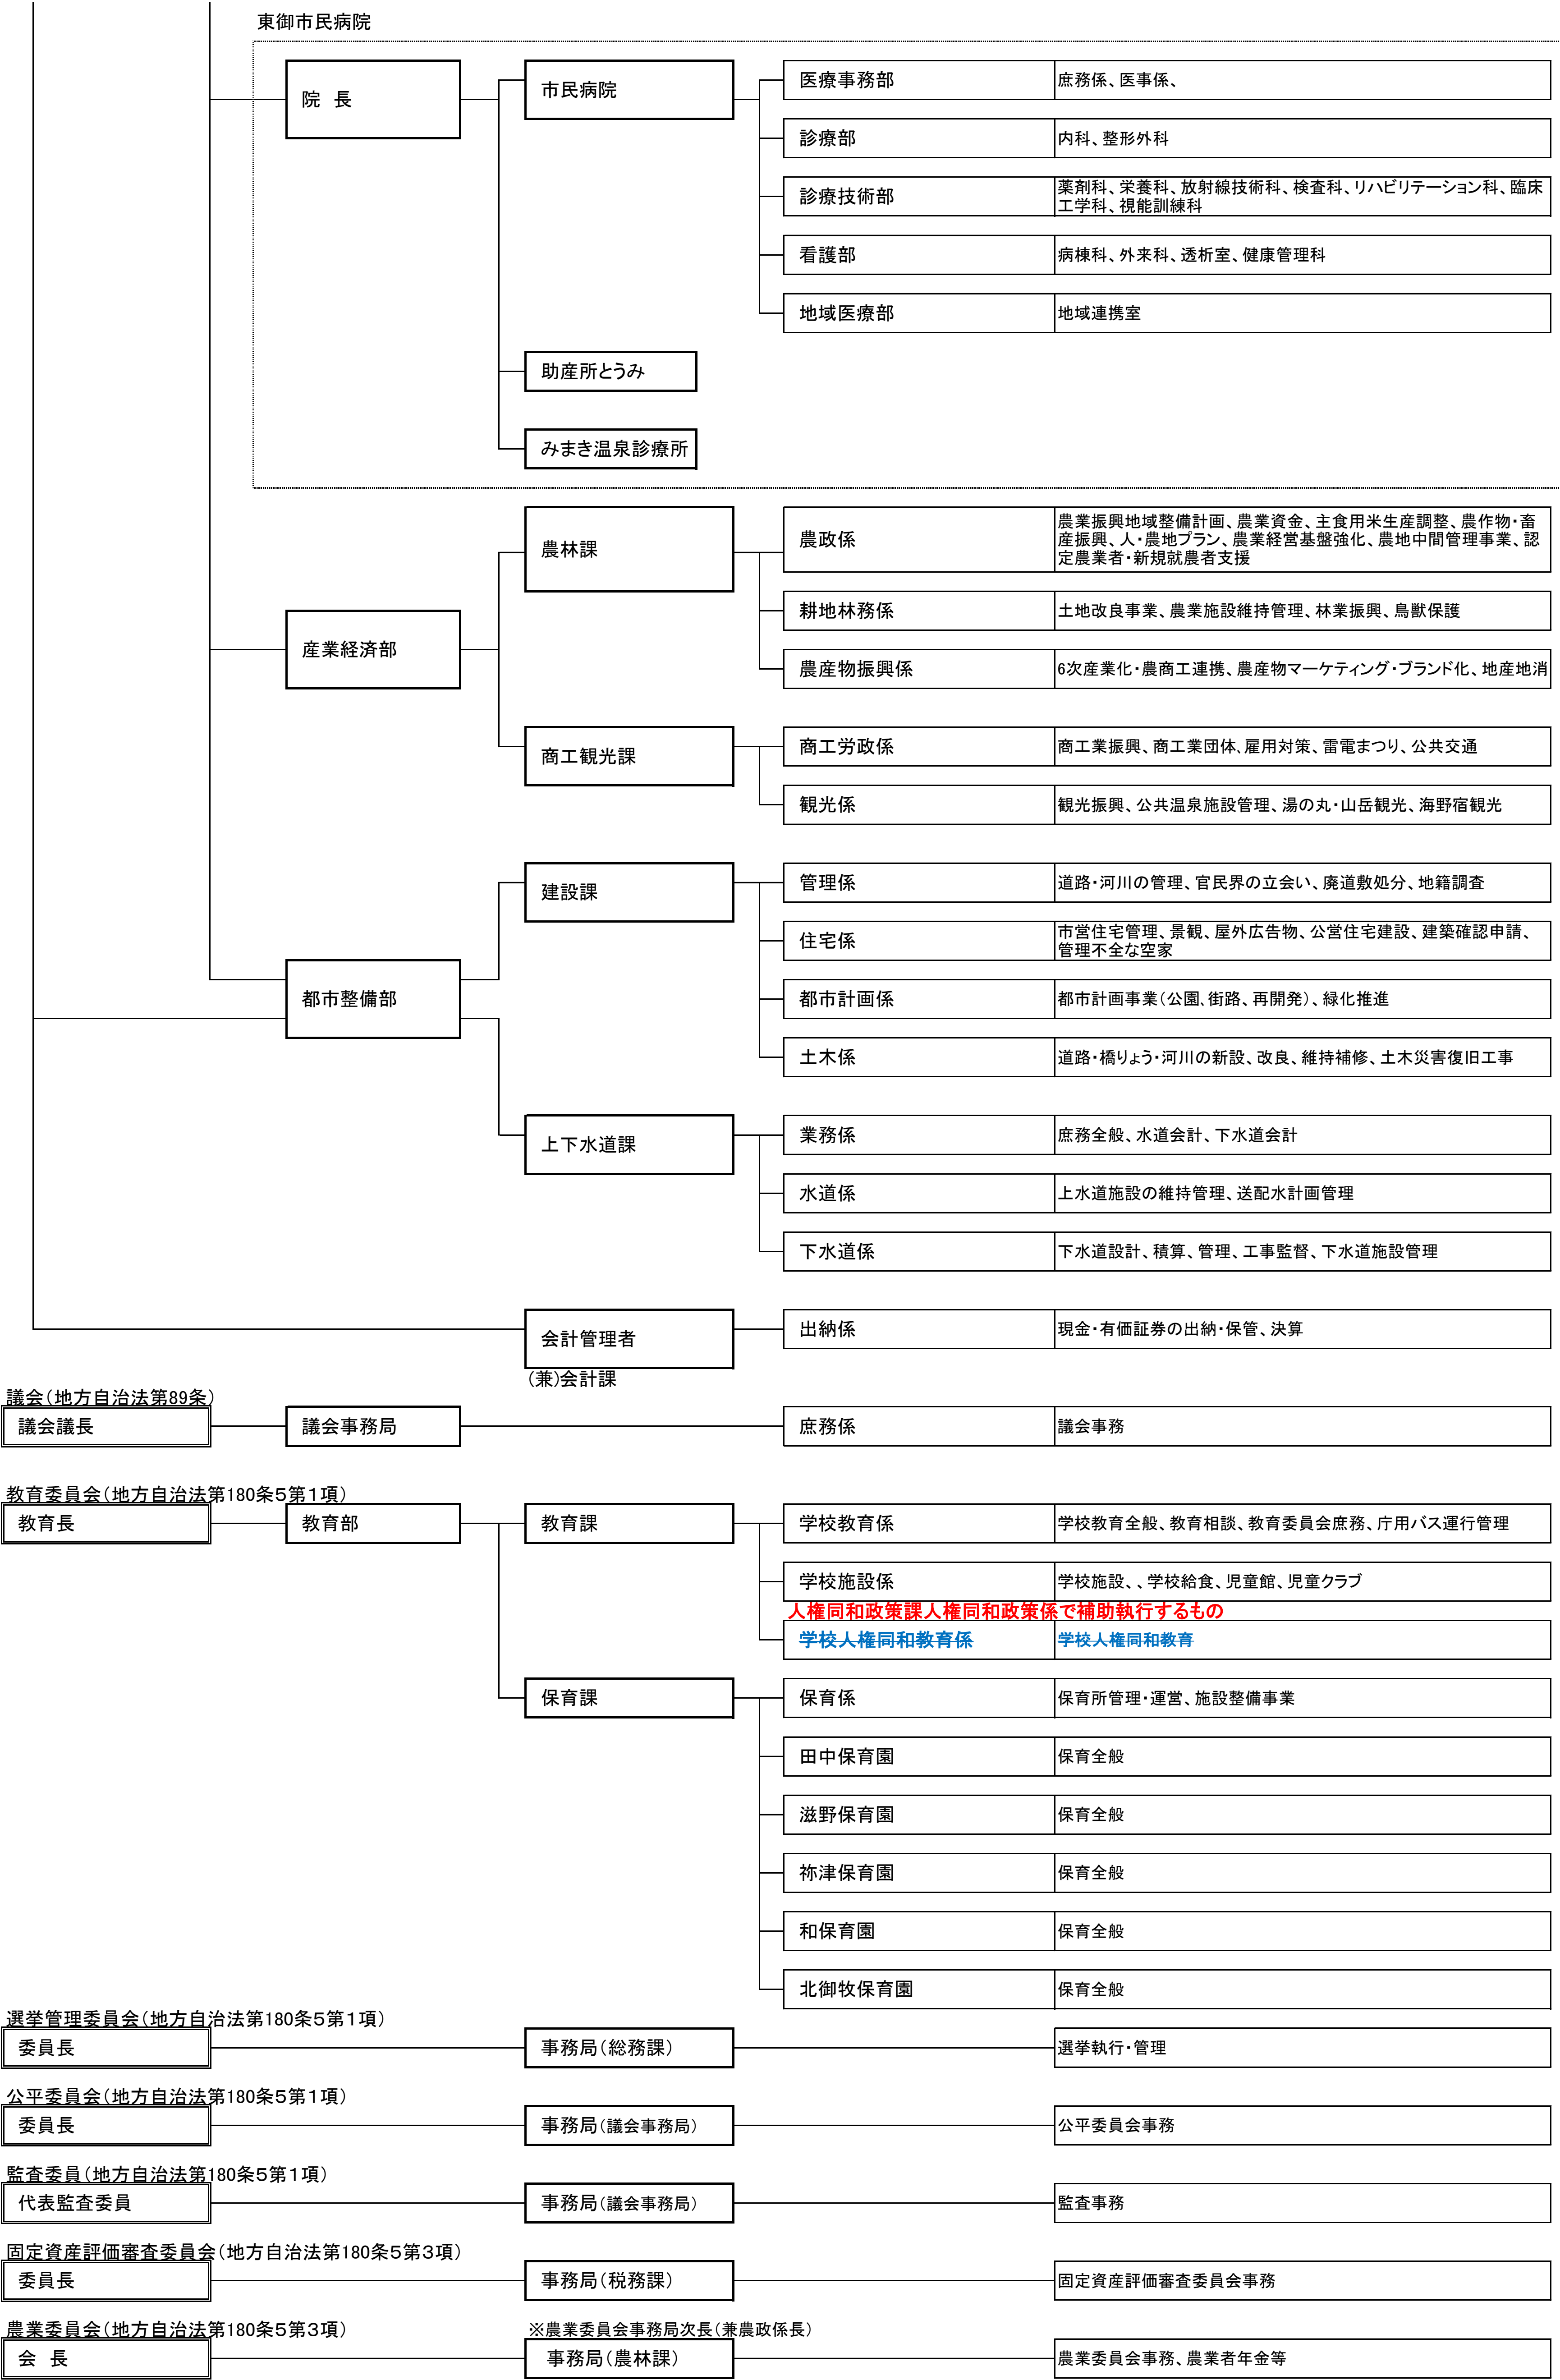 東御市民病院
院　長
市民病院
医療事務部
庶務係、医事係、
診療部
内科、整形外科
診療技術部
薬剤科、栄養科、放射線技術科、検査科、リハビリテーション科、臨床
工学科、視能訓練科
看護部
病棟科、外来科、透析室、健康管理科
地域医療部
地域連携室
助産所とうみ
みまき温泉診療所
産業経済部
農林課
農政係
農業振興地域整備計画、農業資金、主食用米生産調整、農作物・畜
産振興、人・農地プラン、農業経営基盤強化、農地中間管理事業、認
定農業者・新規就農者支援
耕地林務係
土地改良事業、農業施設維持管理、林業振興、鳥獣保護
農産物振興係
6次産業化・農商工連携、農産物マーケティング・ブランド化、地産地消
商工観光課
商工労政係
商工業振興、商工業団体、雇用対策、雷電まつり、公共交通
観光係
観光振興、公共温泉施設管理、湯の丸・山岳観光、海野宿観光
都市整備部
建設課
管理係
道路・河川の管理、官民界の立会い、廃道敷処分、地籍調査
住宅係
市営住宅管理、景観、屋外広告物、公営住宅建設、建築確認申請、
管理不全な空家
都市計画係
都市計画事業（公園、街路、再開発）、緑化推進
土木係
道路・橋りょう・河川の新設、改良、維持補修、土木災害復旧工事
上下水道課
業務係
庶務全般、水道会計、下水道会計
水道係
上水道施設の維持管理、送配水計画管理
下水道係
下水道設計、積算、管理、工事監督、下水道施設管理
会計管理者
出納係
現金・有価証券の出納・保管、決算
（兼）会計課
議会（地方自治法第89条）
議会議長
議会事務局
庶務係
議会事務
教育委員会（地方自治法第180条５第１項）
教育長
教育部
教育課
学校教育係
学校教育全般、教育相談、教育委員会庶務、庁用バス運行管理
学校施設係
学校施設、、学校給食、児童館、児童クラブ
人権同和政策課人権同和政策係で補助執行するもの
学校人権同和教育係
学校人権同和教育
保育課
保育係
保育所管理・運営、施設整備事業
田中保育園
保育全般
滋野保育園
保育全般
祢津保育園
保育全般
和保育園
保育全般
北御牧保育園
保育全般
選挙管理委員会（地方自治法第180条５第１項）
委員長
事務局（総務課）
選挙執行・管理
公平委員会（地方自治法第180条５第１項）
委員長
事務局（議会事務局）
公平委員会事務
監査委員（地方自治法第180条５第１項）
代表監査委員
事務局（議会事務局）
監査事務
固定資産評価審査委員会（地方自治法第180条５第３項）
委員長
事務局（税務課）
固定資産評価審査委員会事務
農業委員会（地方自治法第180条５第３項）
※農業委員会事務局次長（兼農政係長）
会　長
事務局（農林課）
農業委員会事務、農業者年金等